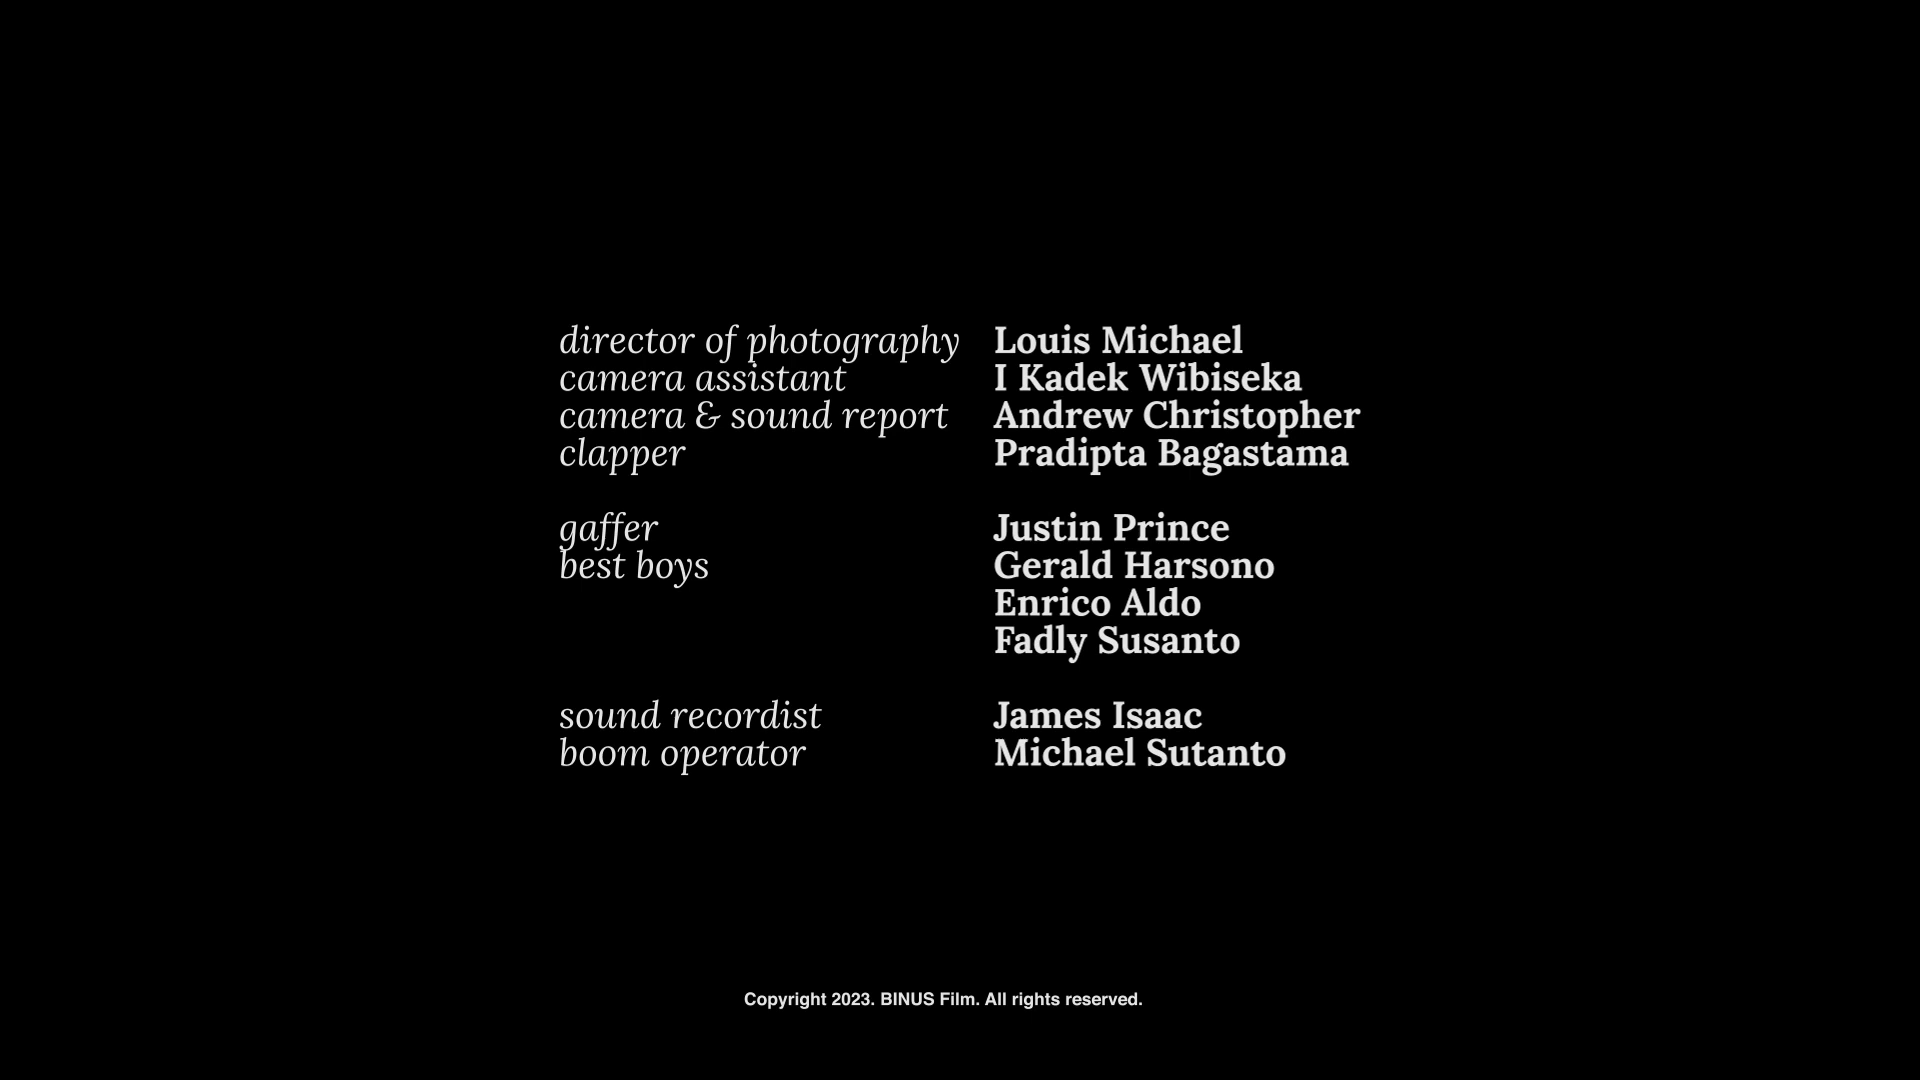 director of photography Louis Michael
camera assistant I Kadek Wibiseka
camera & sound report Andrew Christopher
clapper Pradipta Bagastama
gaffer Justin Prince
best boys Gerald Harsono
Enrico Aldo
Fadly Susanto
sound recordist James Isaac
boom operator Michael Sutanto
Copyright 2023. BINUS Film. All rights reserved.